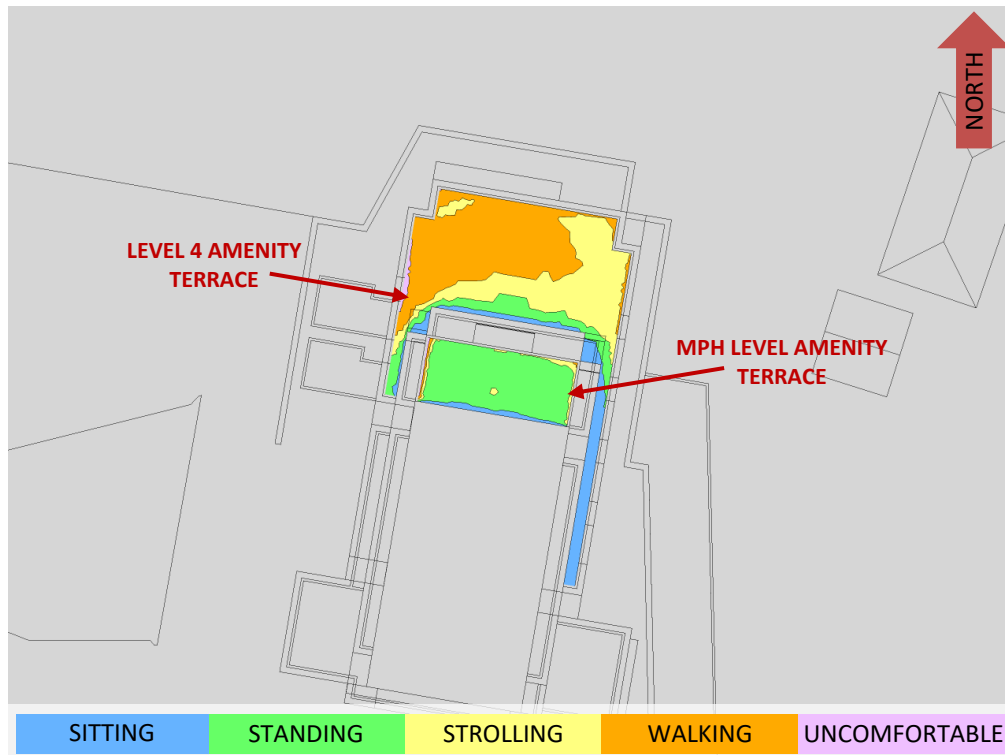 NORTH
LEVEL 4 AMENITY
TERRACE
MPH LEVEL AMENITY
TERRACE
SITTING STANDING STROLLING WALKING UNCOMFORTABLE